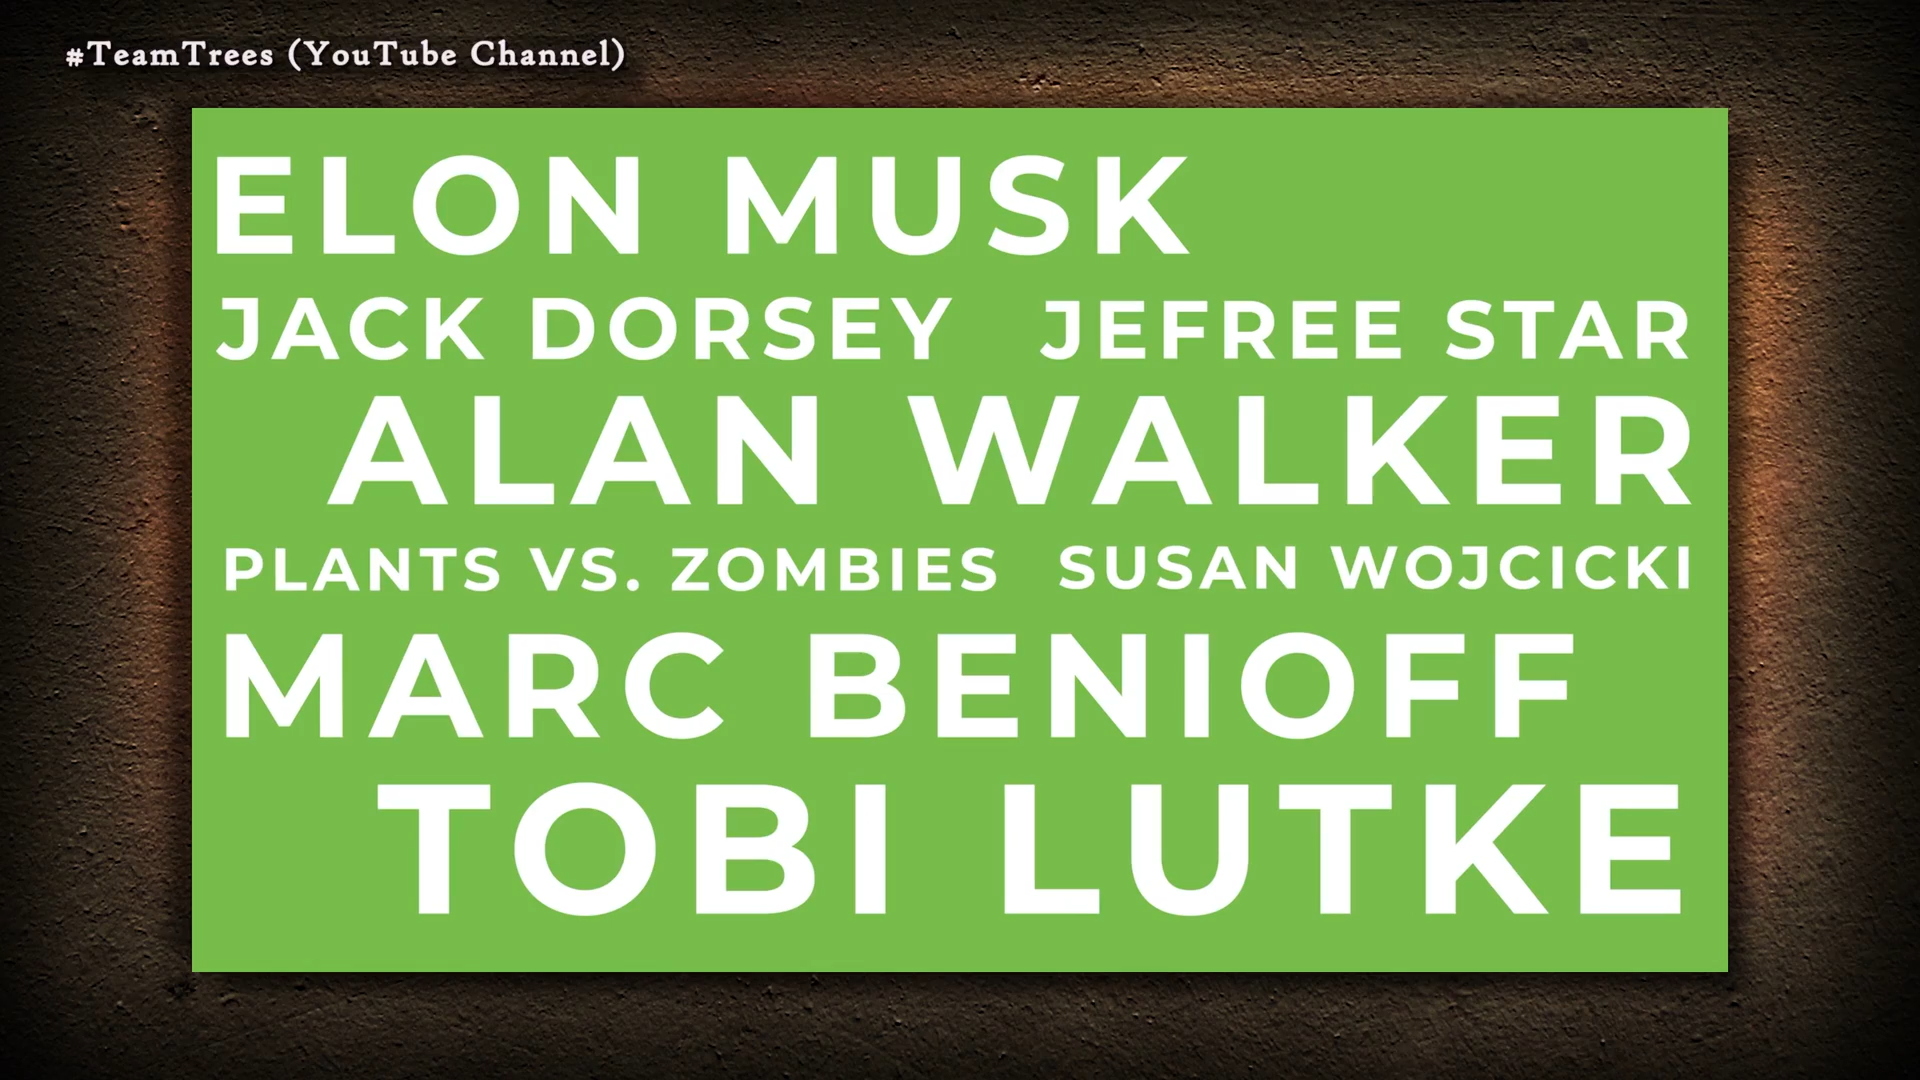 #TeamTrees (YouTube Channel)
ELON MUSK
JACK DORSEY JEFREE STAR
ALAN WALKER
PLANTS VS. ZOMBIES SUSAN WOJCICKI
MARC BENIOFF
TOBI LUTKE